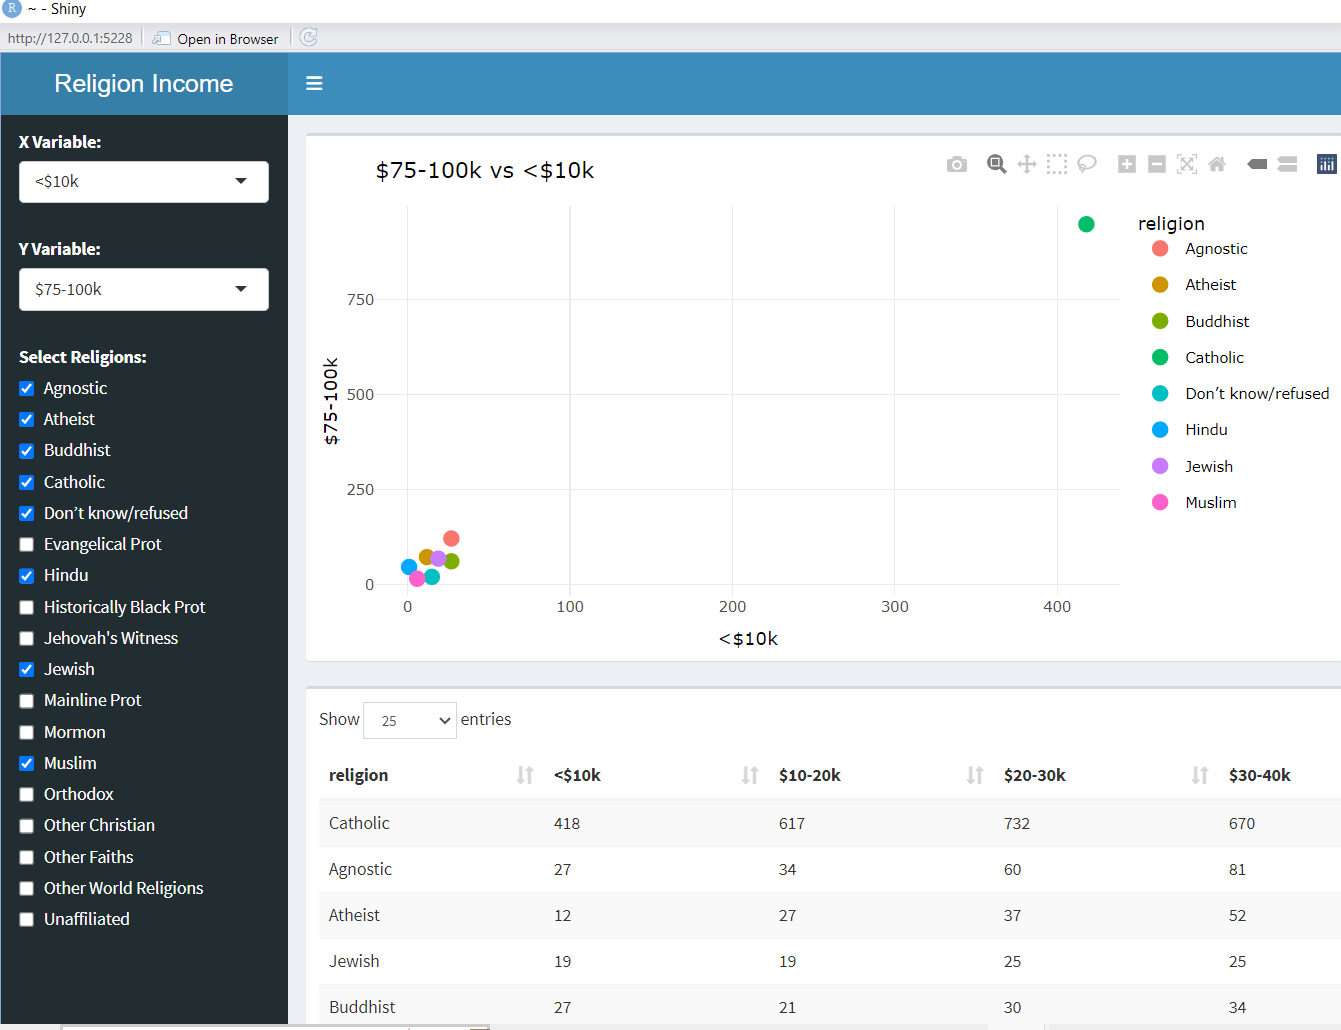 R ~ - Shiny
http://127.0.0.1:5228 Open in Browser
Religion Income
X Variable:
<$10k
Y Variable:
$75-100k
Select Religions:
Agnostic
Atheist
Buddhist
Catholic
Don’t know/refused
Evangelical Prot
Hindu
Historically Black Prot
Jehovah's Witness
Jewish
Mainline Prot
Mormon
Muslim
Orthodox
Other Christian
Other Faiths
Other World Religions
Unaffiliated
$75-100k vs <$10k
$75-100k
750
500
250
0
0 100 200 300 400
<$10k
religion
Agnostic
Atheist
Buddhist
Catholic
Don’t know/refused
Hindu
Jewish
Muslim
Show 25 entries
religion <$10k $10-20k $20-30k $30-40k
Catholic 418 617 732 670
Agnostic 27 34 60 81
Atheist 12 27 37 52
Jewish 19 19 25 25
Buddhist 27 21 30 34